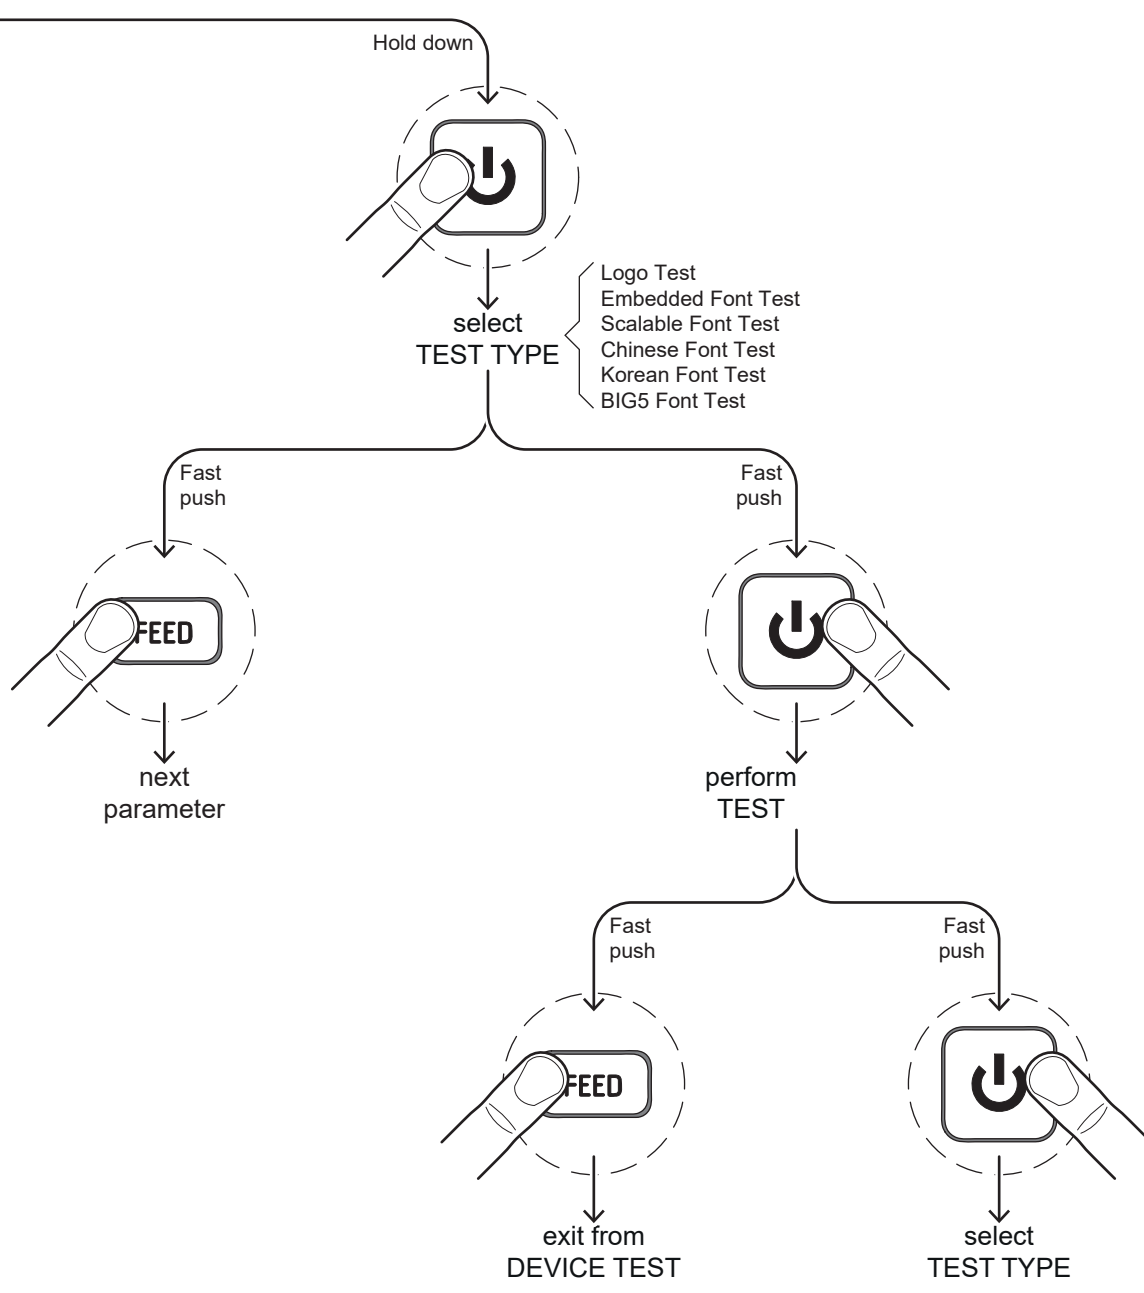 Hold down
select
TEST TYPE
Logo Test
Embedded Font Test
Scalable Font Test
Chinese Font Test
Korean Font Test
BIG5 Font Test
Fast
push
Fast
push
FEED
next
parameter
perform
TEST
Fast
push
Fast
push
FEED
exit from
DEVICE TEST
select
TEST TYPE